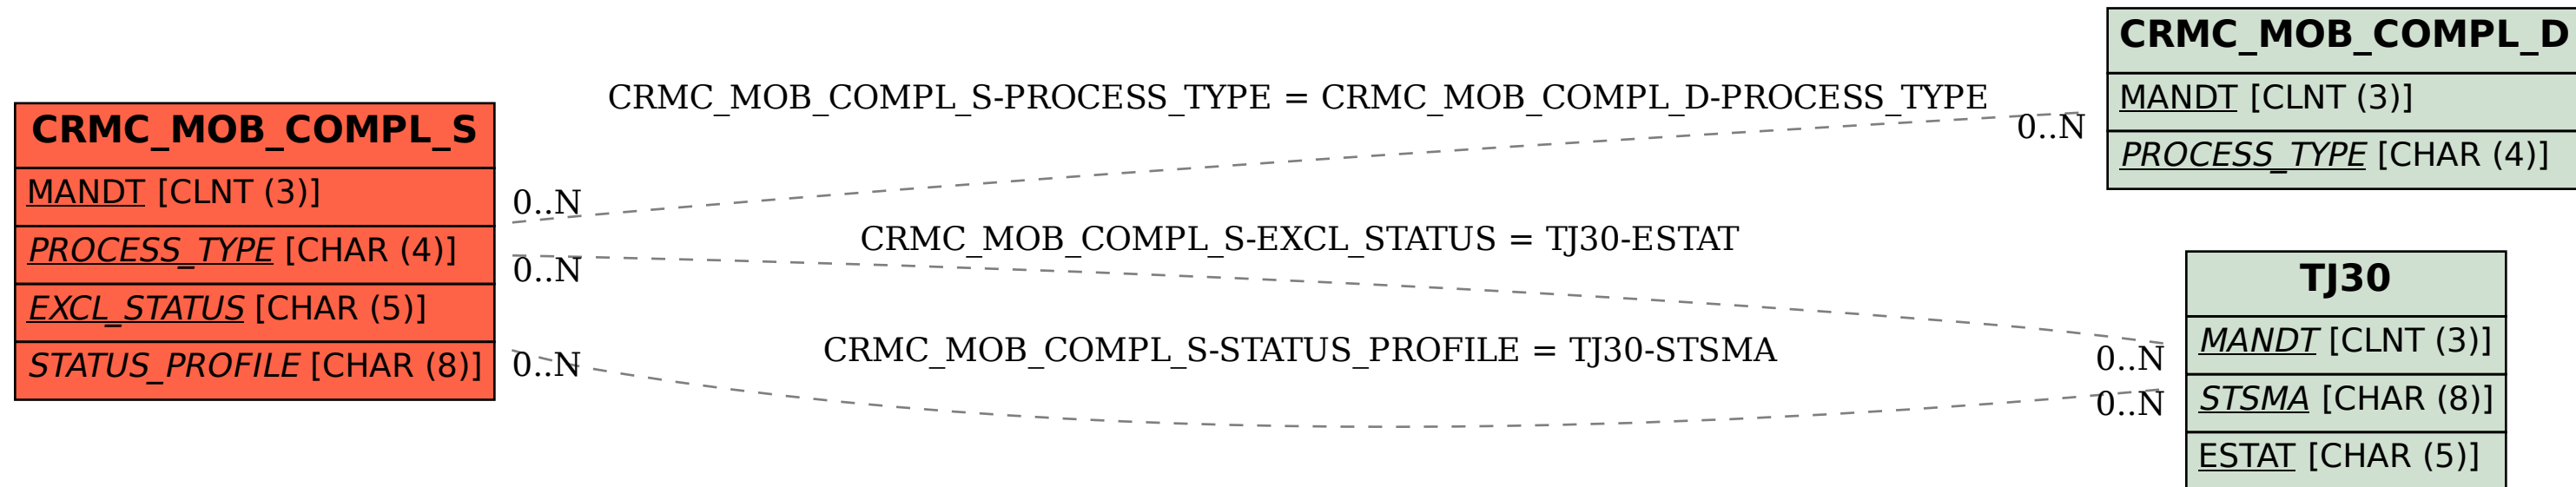 CRMC_MOB_COMPL_S
MANDT [CLNT (3)]
PROCESS_TYPE [CHAR (4)]
EXCL_STATUS [CHAR (5)]
STATUS_PROFILE [CHAR (8)]
CRMC_MOB_COMPL_S-PROCESS_TYPE = CRMC_MOB_COMPL_D-PROCESS_TYPE
0..N
0..N
CRMC_MOB_COMPL_S-EXCL_STATUS = TJ30-ESTAT
0..N
0..N
CRMC_MOB_COMPL_S-STATUS_PROFILE = TJ30-STSMA
0..N
0..N
CRMC_MOB_COMPL_D
MANDT [CLNT (3)]
PROCESS_TYPE [CHAR (4)]
TJ30
MANDT [CLNT (3)]
STSMA [CHAR (8)]
ESTAT [CHAR (5)]